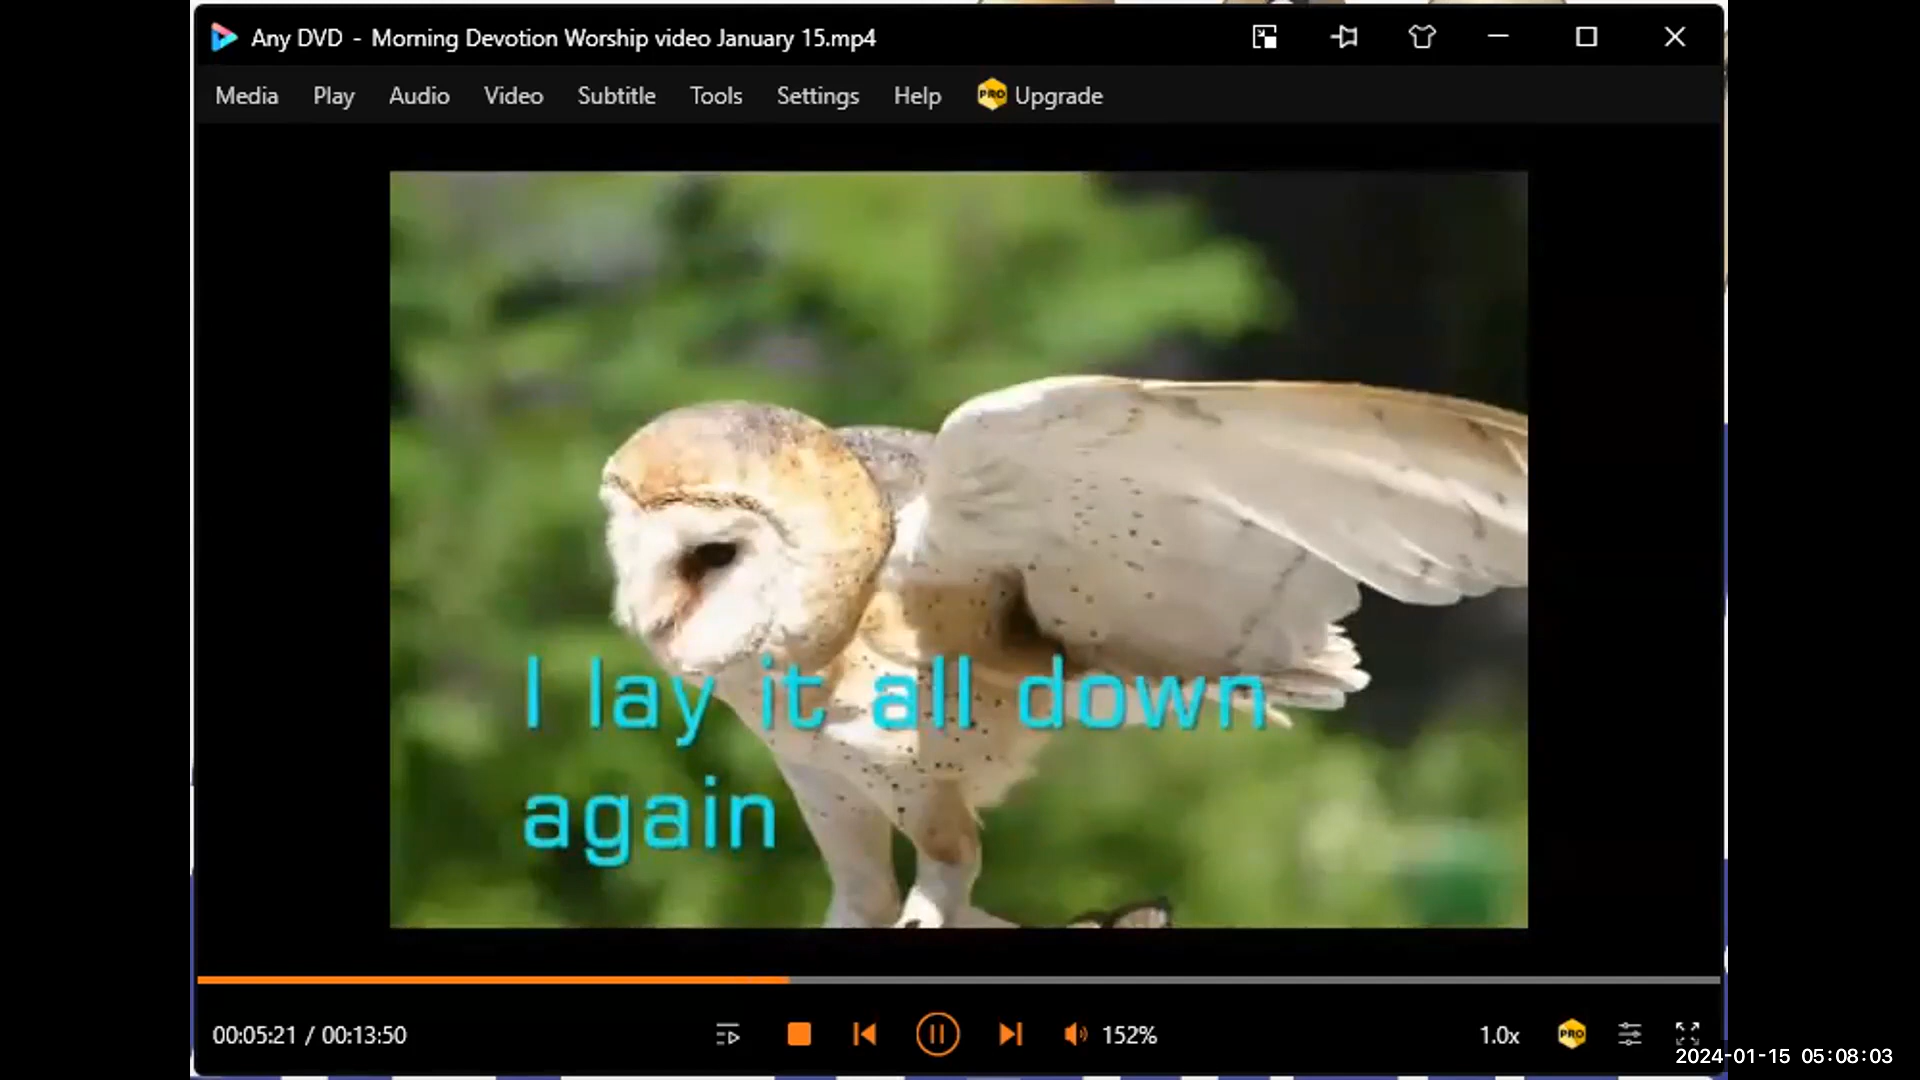 Any DVD - Morning Devotion Worship video January 15.mp4
Media Play Audio Video Subtitle Tools Settings Help PRO Upgrade
I lay it all down
again
00:05:21 / 00:13:50 152% 1.0x PRO
2024-01-15 05:08:03